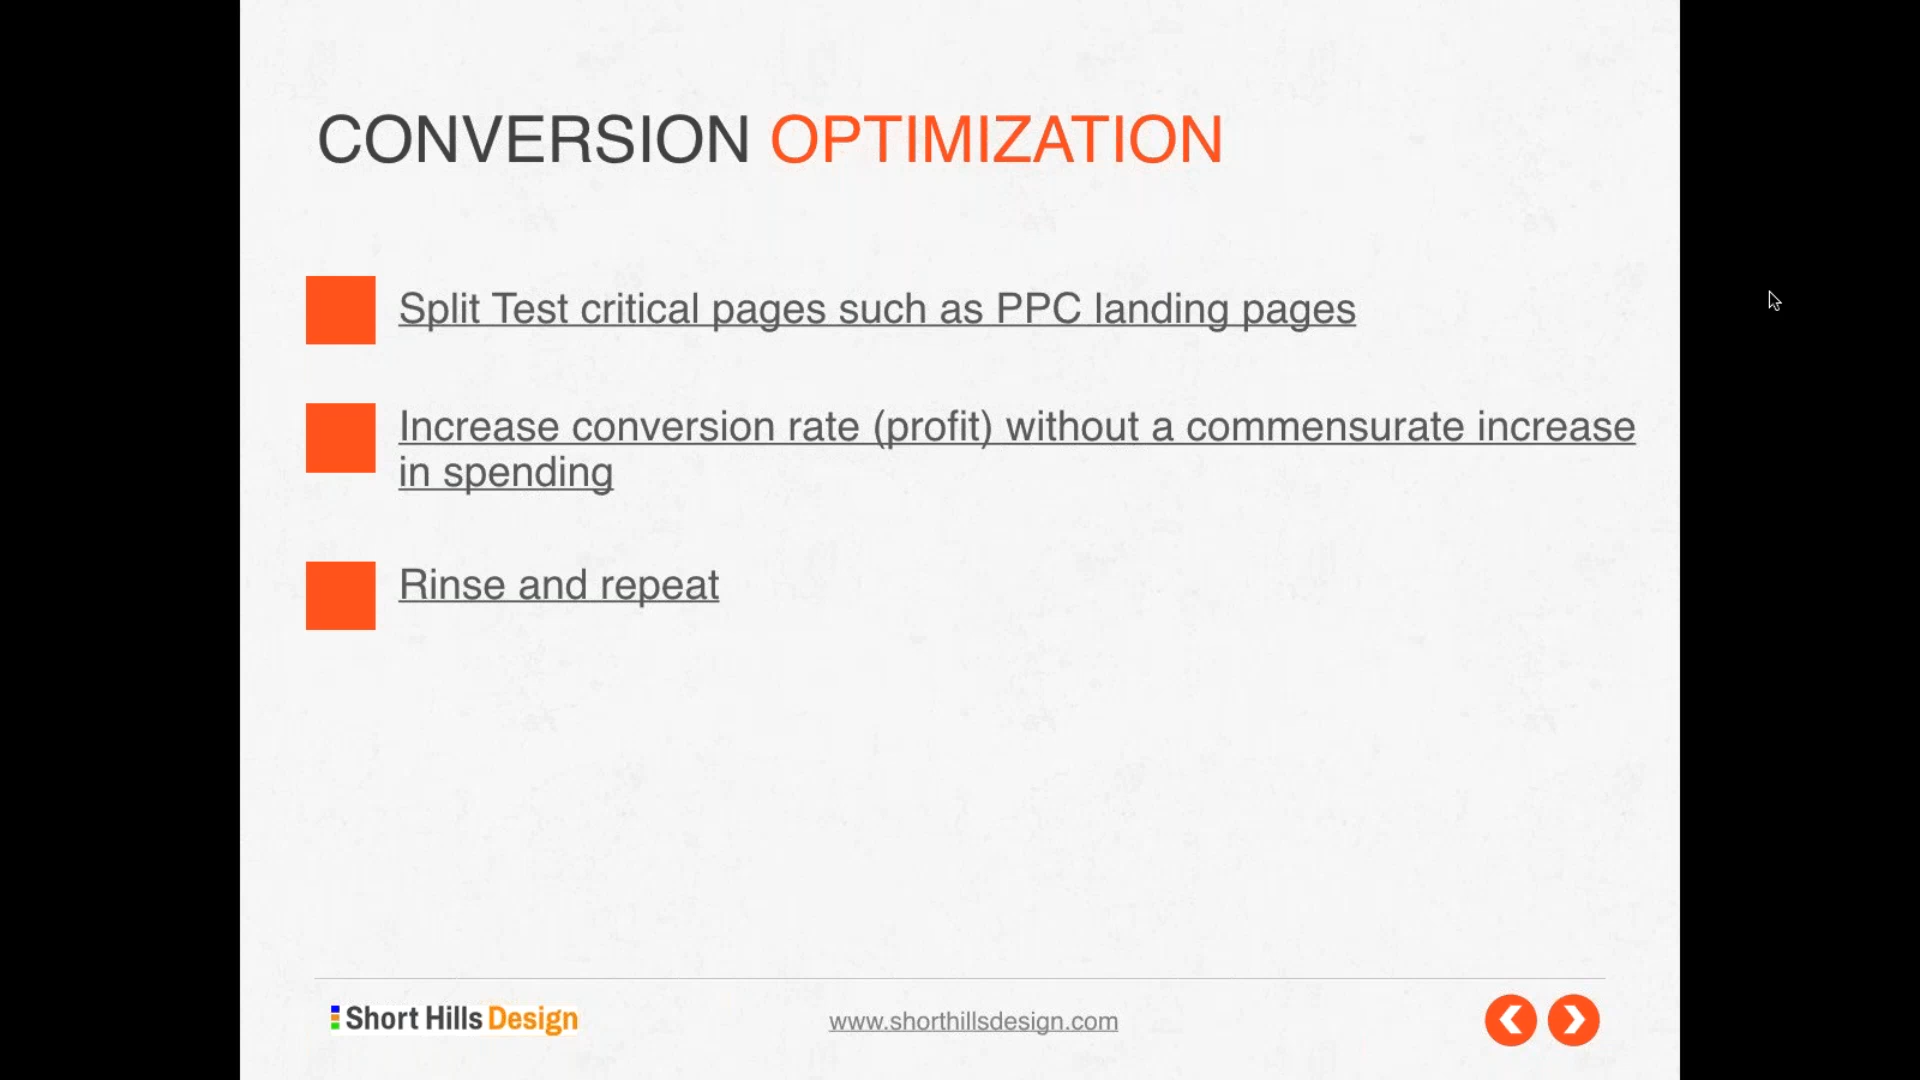 CONVERSION OPTIMIZATION
Split Test critical pages such as PPC landing pages
Increase conversion rate (profit) without a commensurate increase
in spending
Rinse and repeat
Short Hills Design
www.shorthillsdesign.com